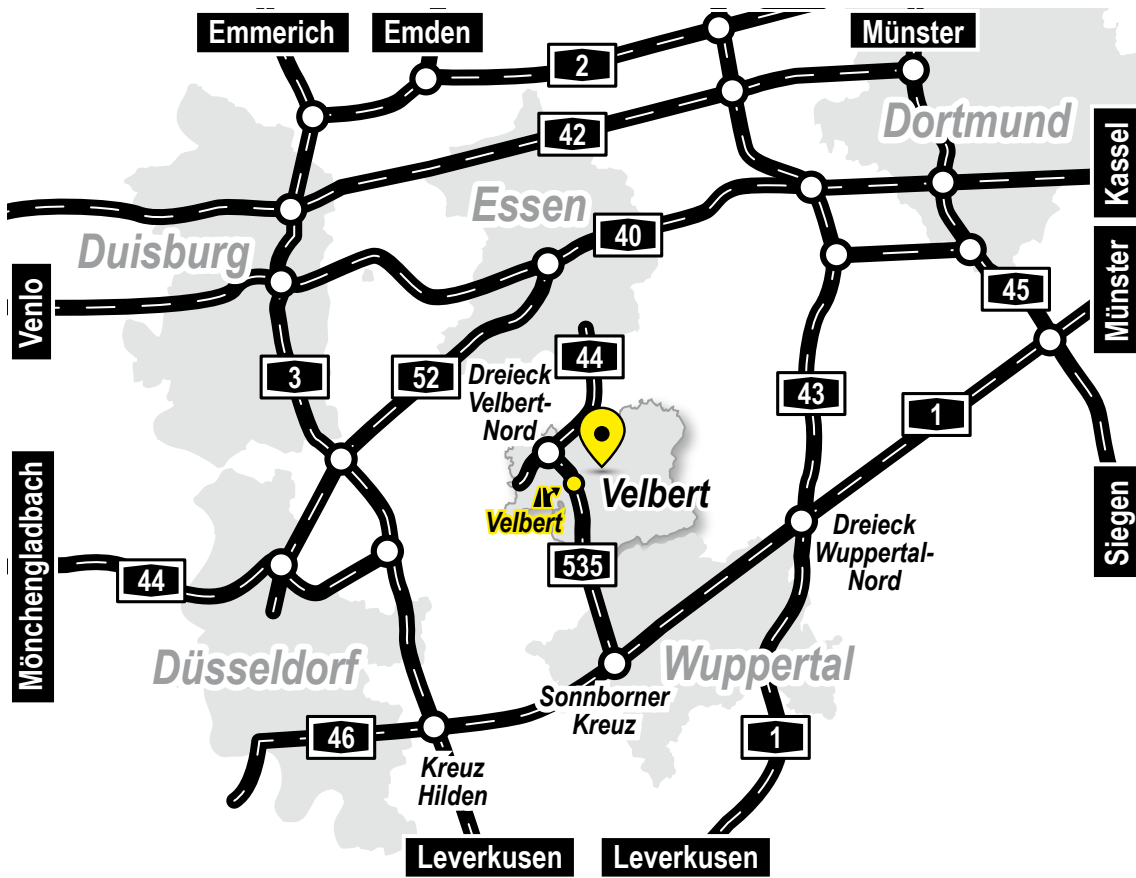 Emmerich
Emden
Münster
2
42
Dortmund
Kassel
Essen
40
Duisburg
Münster
45
Venlo
44
3
52
Dreieck
Velbert-
Nord
43
1
Velbert
Velbert
Siegen
Mönchengladbach
Dreieck
Wuppertal-
Nord
535
44
Düsseldorf
Wuppertal
Sonnborner
Kreuz
46
1
Kreuz
Hilden
Leverkusen
Leverkusen